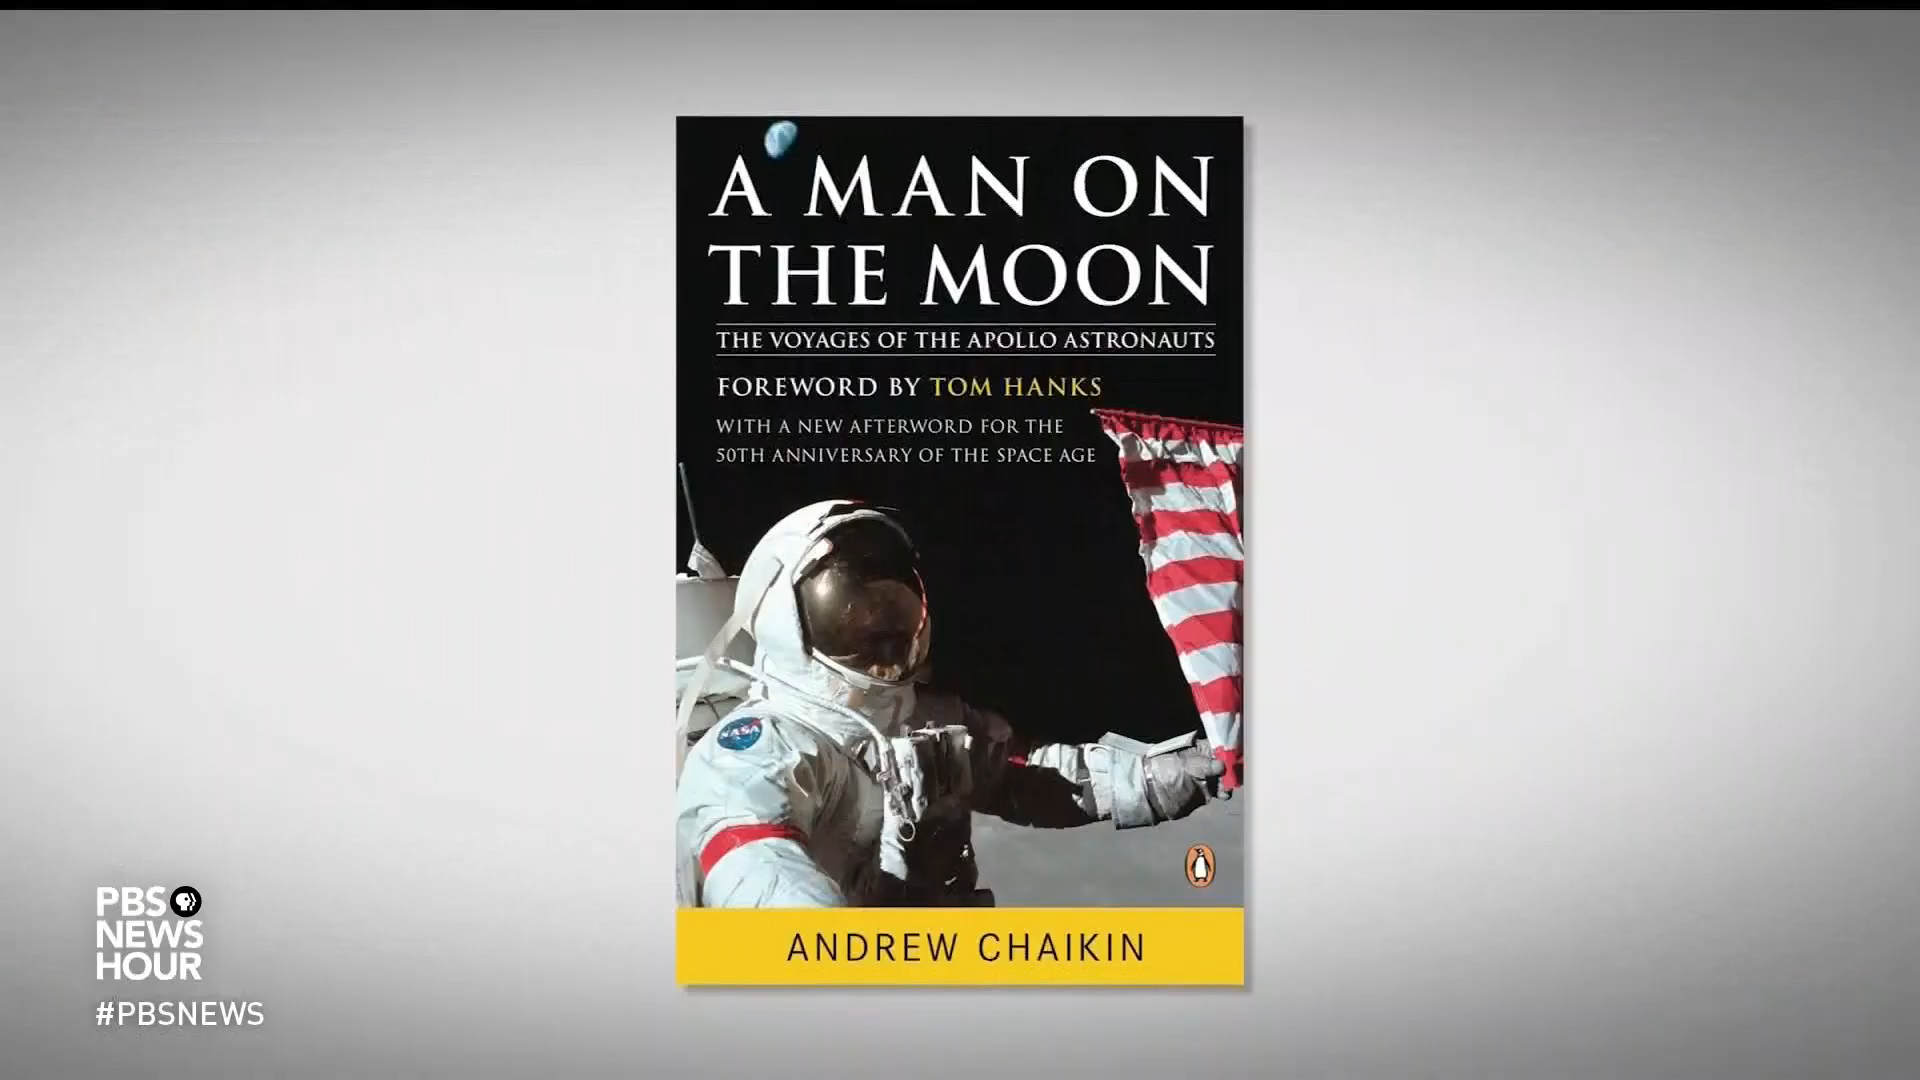 A MAN ON
THE MOON
THE VOYAGES OF THE APOLLO ASTRONAUTS
FOREWORD BY TOM HANKS
WITH A NEW AFTERWORD FOR THE
50TH ANNIVERSARY OF THE SPACE AGE
NASA
ANDREW CHAIKIN
PBS
NEWS
HOUR
#PBSNEWS